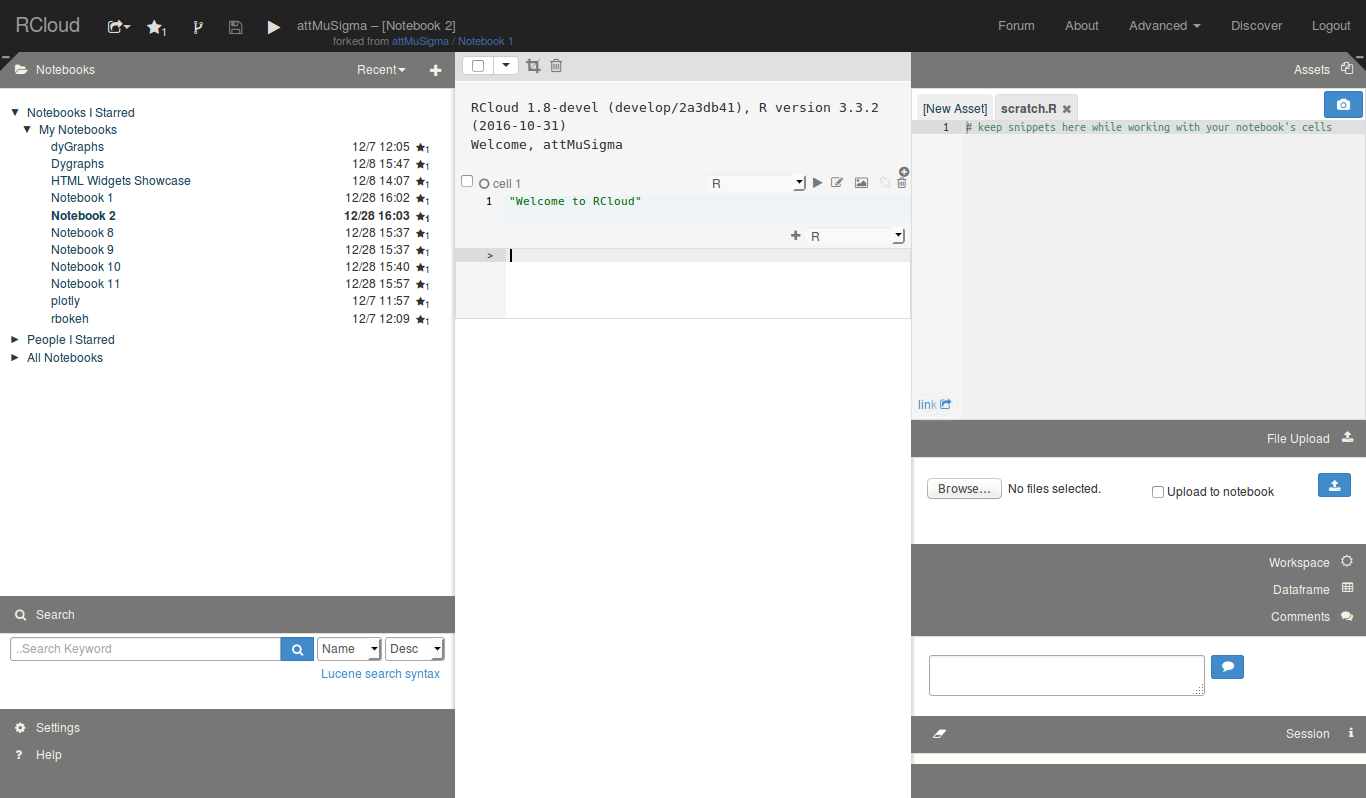 RCloud
1
attMuSigma – [Notebook 2]
forked from attMuSigma / Notebook 1
Forum
About
Advanced
Discover
Logout
Notebooks
Recent
Notebooks I Starred
My Notebooks
dyGraphs 12/7 12:05 1
Dygraphs 12/8 15:47 1
HTML Widgets Showcase 12/8 14:07 1
Notebook 1 12/28 16:02 1
Notebook 2 12/28 16:03 1
Notebook 8 12/28 15:37 1
Notebook 9 12/28 15:37 1
Notebook 10 12/28 15:40 1
Notebook 11 12/28 15:57 1
plotly 12/7 11:57 1
rbokeh 12/7 12:09 1
People I Starred
All Notebooks
Search
..Search Keyword
Name
Desc
Lucene search syntax
Settings
? Help
RCloud 1.8-devel (develop/2a3db41), R version 3.3.2
(2016-10-31)
Welcome, attMuSigma
cell 1
R
1 "Welcome to RCloud"
R
>
Assets
[New Asset]
scratch.R
1 # keep snippets here while working with your notebook's cells
link
File Upload
Browse...
No files selected.
Upload to notebook
Workspace
Dataframe
Comments
Session